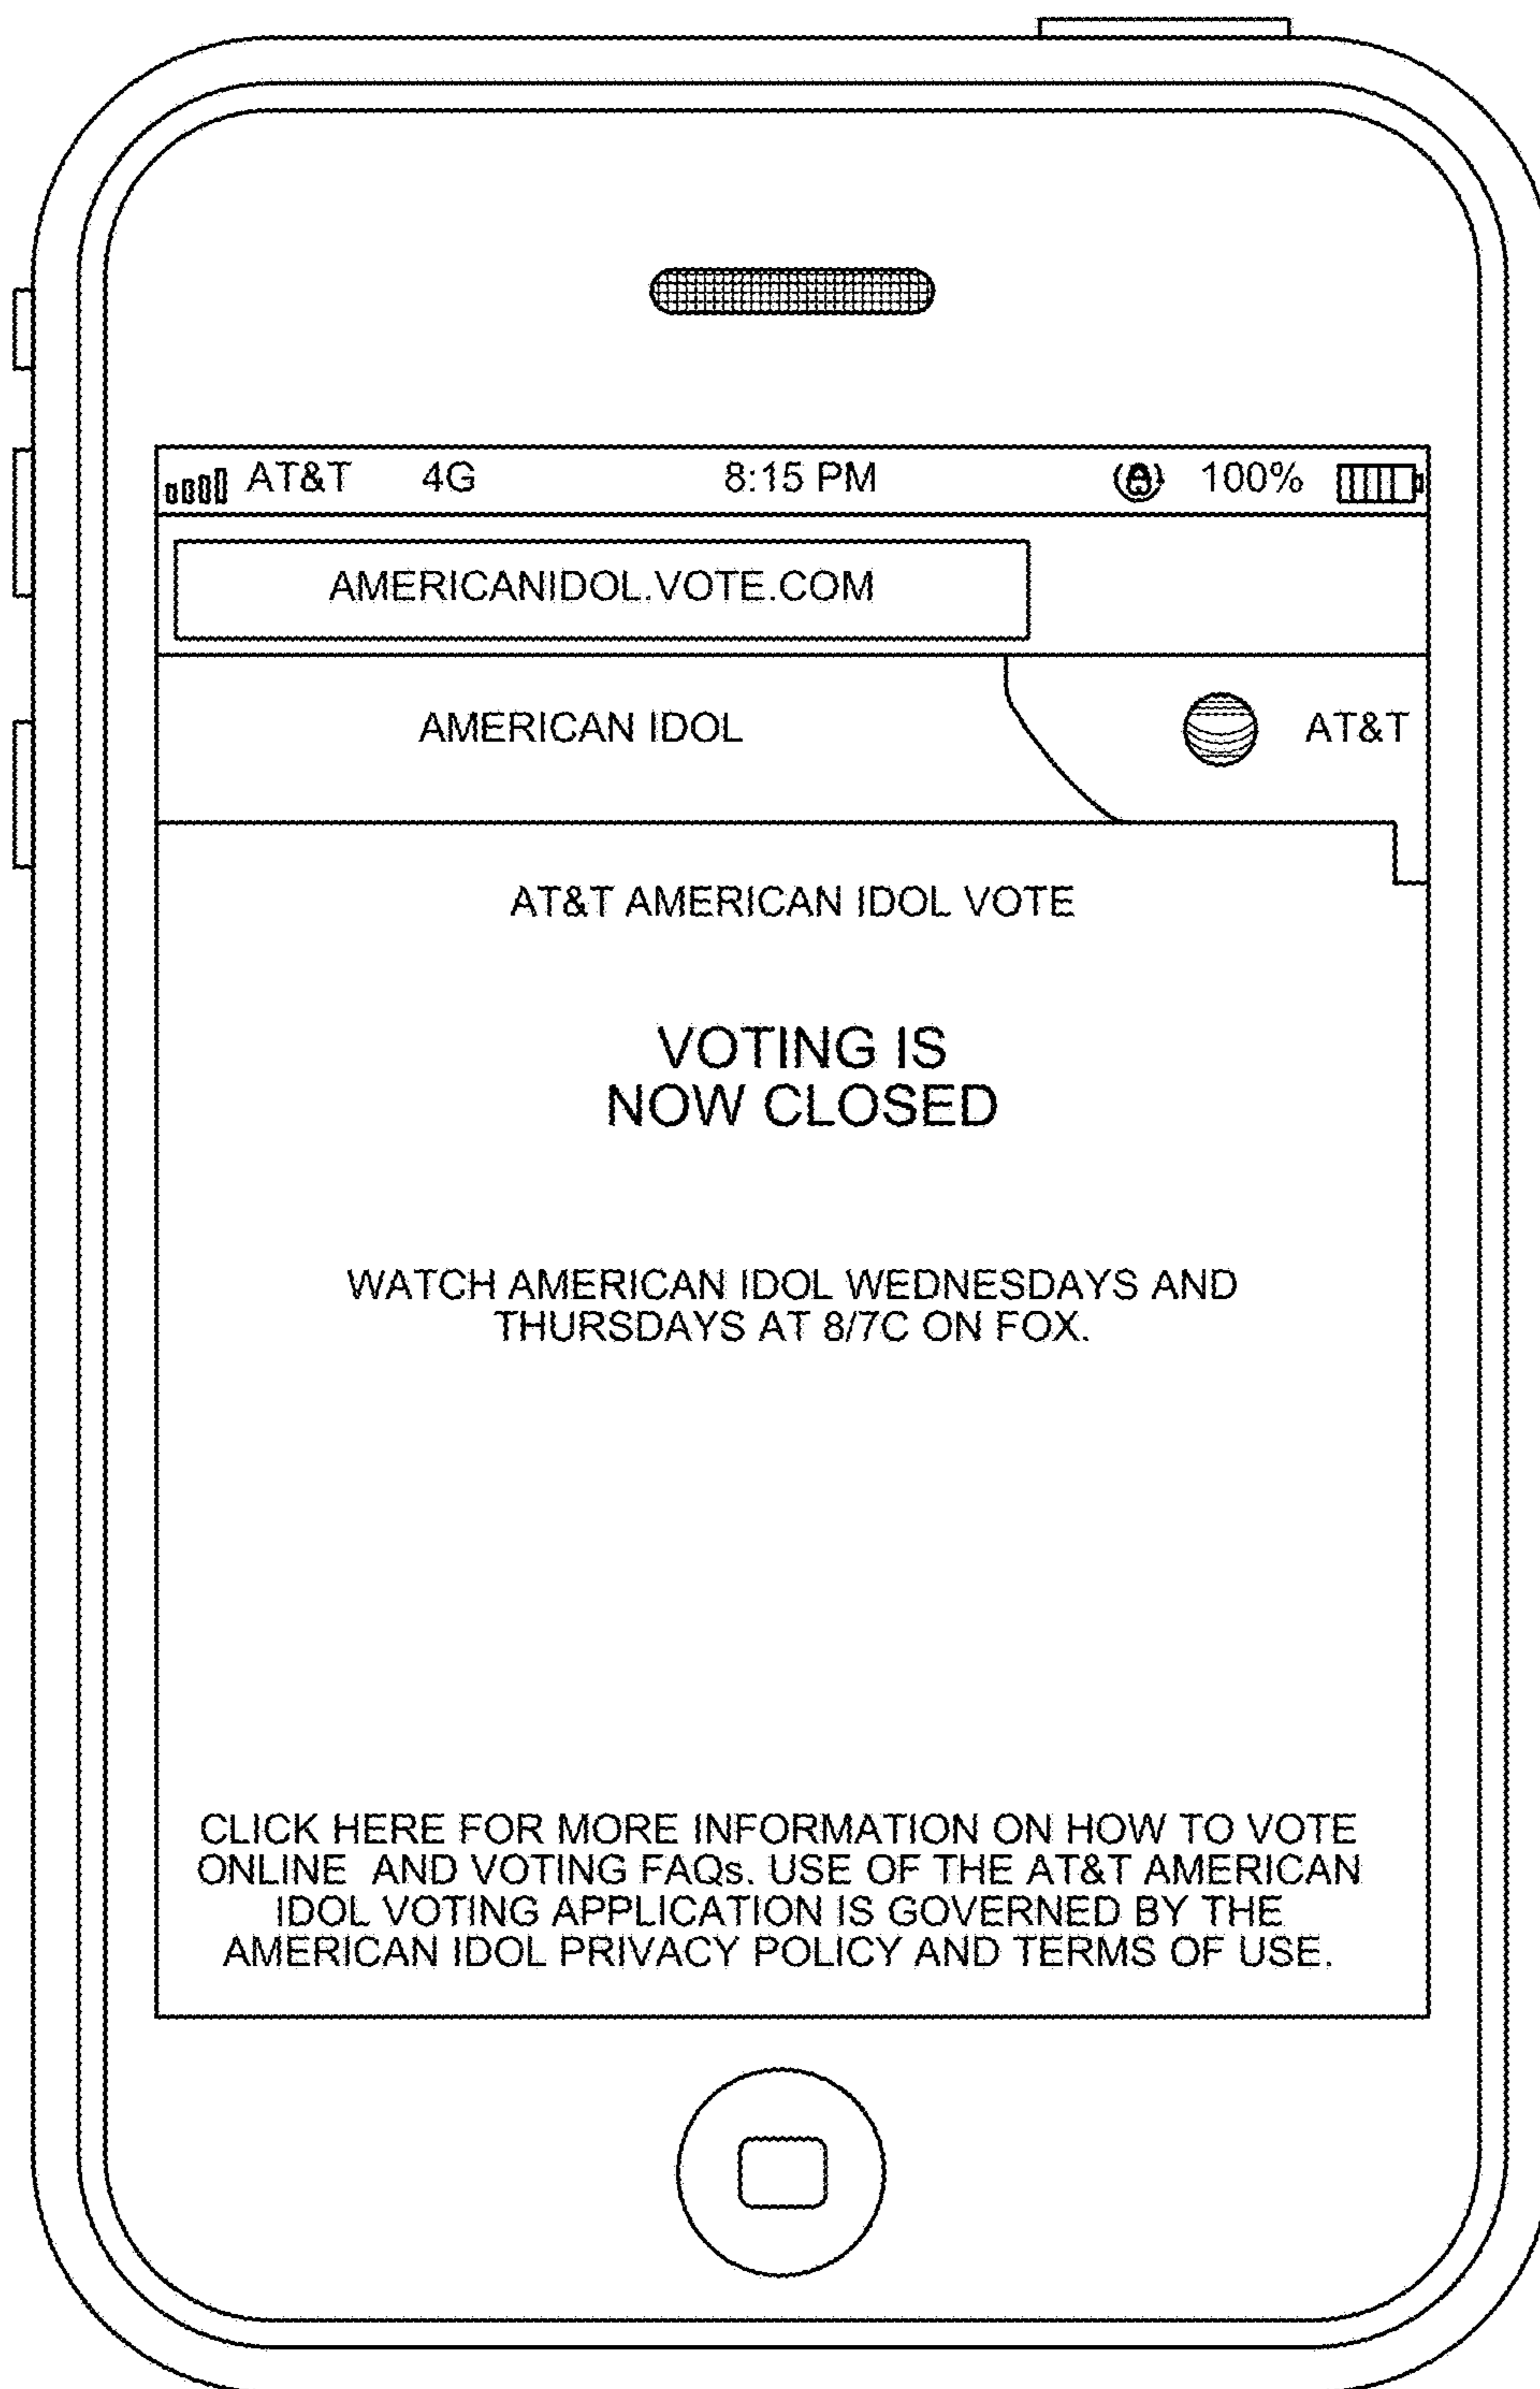 AT&T 4G 8:15 PM 100%
AMERICANIDOL.VOTE.COM
AMERICAN IDOL AT&T
AT&T AMERICAN IDOL VOTE
VOTING IS
NOW CLOSED
WATCH AMERICAN IDOL WEDNESDAYS AND
THURSDAYS AT 8/7C ON FOX.
CLICK HERE FOR MORE INFORMATION ON HOW TO VOTE
ONLINE AND VOTING FAQs. USE OF THE AT&T AMERICAN
IDOL VOTING APPLICATION IS GOVERNED BY THE
AMERICAN IDOL PRIVACY POLICY AND TERMS OF USE.